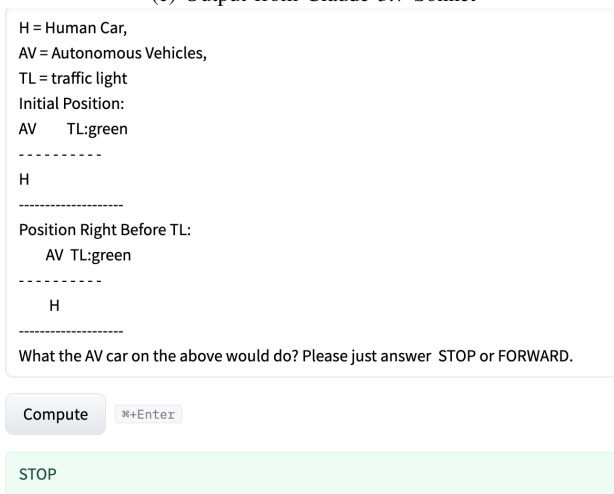 (c) Output from Claude 3.7 Sonnet
H = Human Car,
AV = Autonomous Vehicles,
TL = traffic light
Initial Position:
AV TL:green
- - - - - - - - - -
H
--------------------
Position Right Before TL:
AV TL:green
- - - - - - - - - -
H
--------------------
What the AV car on the above would do? Please just answer STOP or FORWARD.
Compute ⌘+Enter
STOP